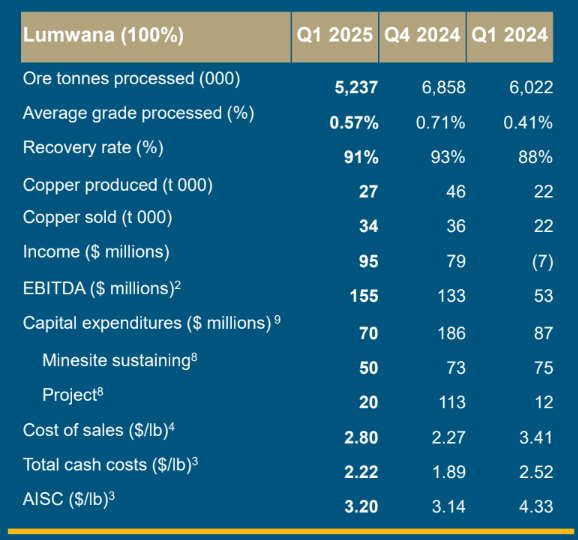 Lumwana (100%) Q1 2025 Q4 2024 Q1 2024
Ore tonnes processed (000) 5,237 6,858 6,022
Average grade processed (%) 0.57% 0.71% 0.41%
Recovery rate (%) 91% 93% 88%
Copper produced (t 000) 27 46 22
Copper sold (t 000) 34 36 22
Income ($ millions) 95 79 (7)
EBITDA ($ millions)² 155 133 53
Capital expenditures ($ millions) ⁹ 70 186 87
Minesite sustaining⁸ 50 73 75
Project⁸ 20 113 12
Cost of sales ($/lb)⁴ 2.80 2.27 3.41
Total cash costs ($/lb)³ 2.22 1.89 2.52
AISC ($/lb)³ 3.20 3.14 4.33